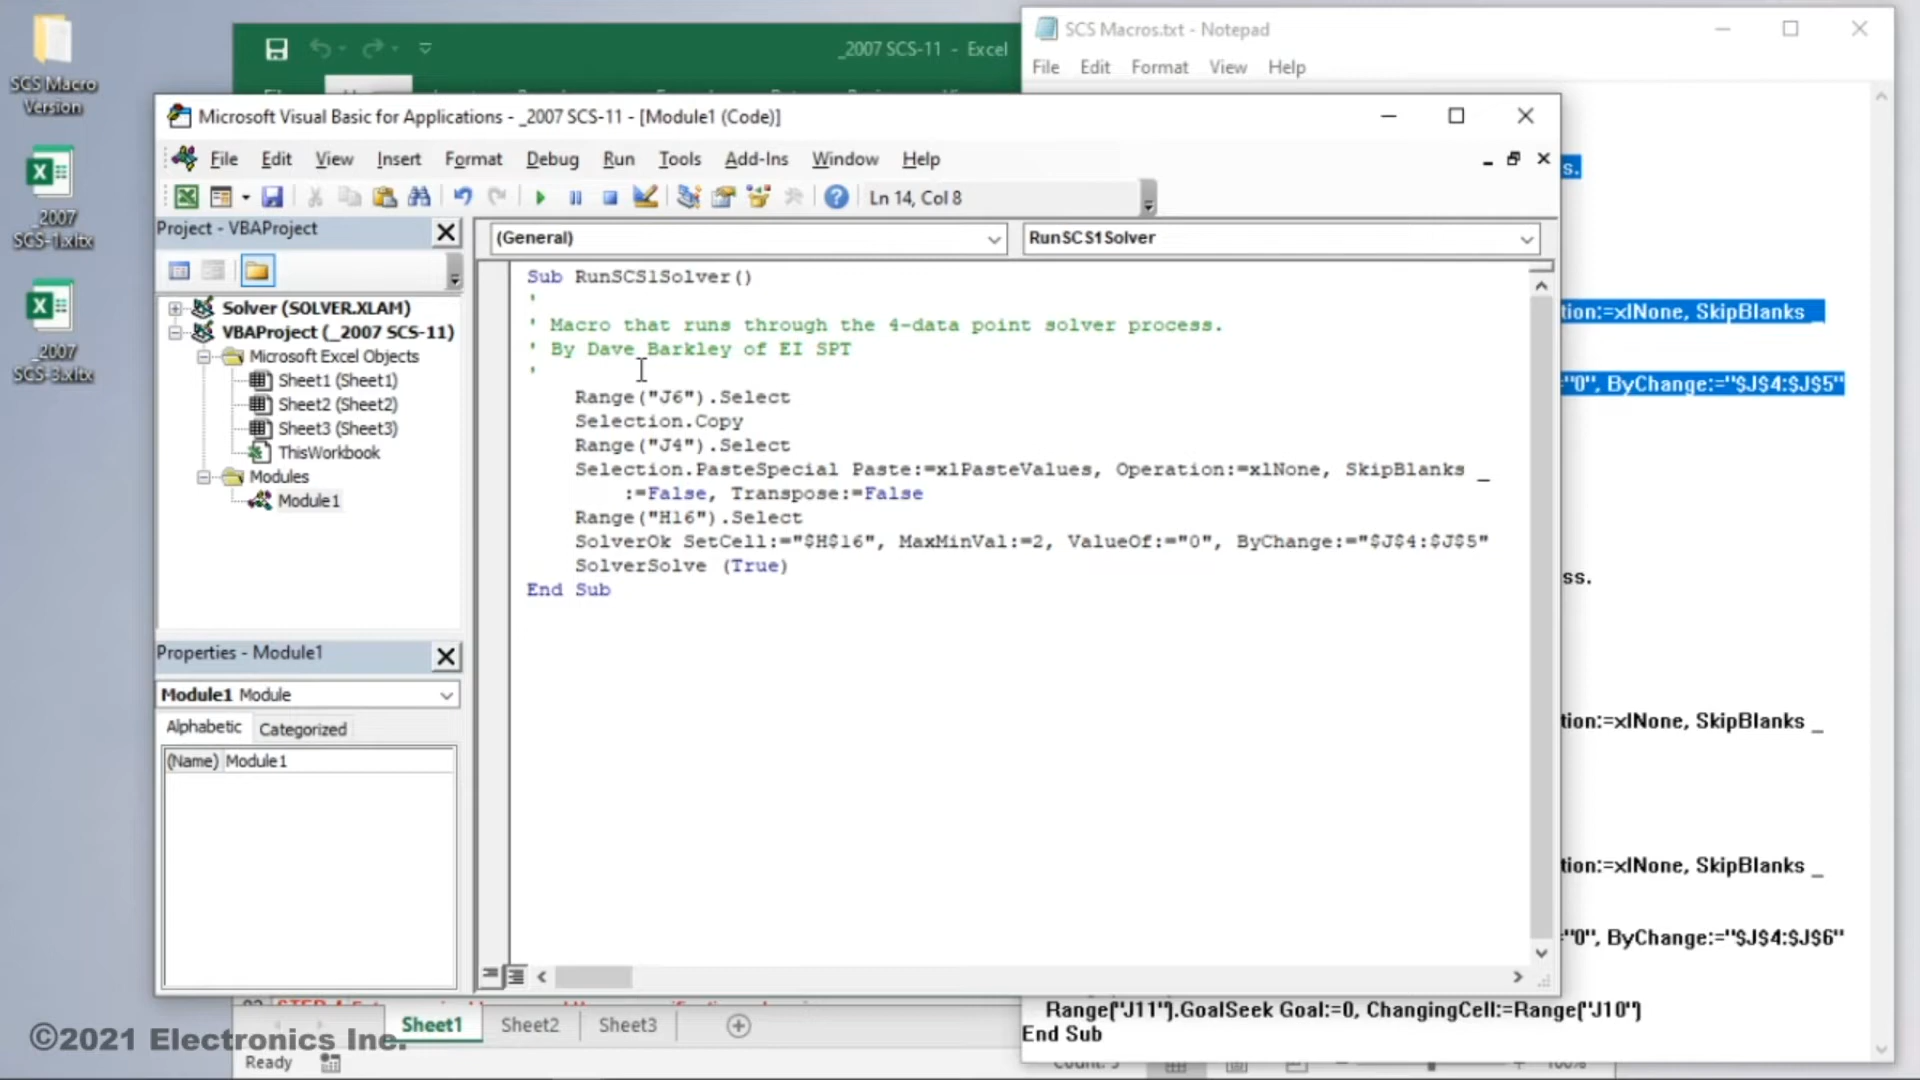 SCS Macro
Version
_2007
SCS-1.xltx
_2007
SCS-3.xltx
_2007 SCS-11 - Excel
SCS Macros.txt - Notepad
File Edit Format View Help
Microsoft Visual Basic for Applications - _2007 SCS-11 - [Module1 (Code)]
File Edit View Insert Format Debug Run Tools Add-Ins Window Help
Ln 14, Col 8
Project - VBAProject
Solver (SOLVER.XLAM)
VBAProject (_2007 SCS-11)
Microsoft Excel Objects
Sheet1 (Sheet1)
Sheet2 (Sheet2)
Sheet3 (Sheet3)
ThisWorkbook
Modules
Module1
Properties - Module1
Module1 Module
Alphabetic Categorized
(Name) Module1
(General)
RunSCS1Solver
Sub RunSCS1Solver()
'
' Macro that runs through the 4-data point solver process.
' By Dave Barkley of EI SPT
'
Range("J6").Select
Selection.Copy
Range("J4").Select
Selection.PasteSpecial Paste:=xlPasteValues, Operation:=xlNone, SkipBlanks _
:=False, Transpose:=False
Range("H16").Select
SolverOk SetCell:="$H$16", MaxMinVal:=2, ValueOf:="0", ByChange:="$J$4:$J$5"
SolverSolve (True)
End Sub
s.
tion:=xlNone, SkipBlanks _
="0", ByChange:="$J$4:$J$5"
ss.
tion:=xlNone, SkipBlanks _
tion:=xlNone, SkipBlanks _
="0", ByChange:="$J$4:$J$6"
Range("J11").GoalSeek Goal:=0, ChangingCell:=Range("J10")
End Sub
Sheet1 Sheet2 Sheet3
Ready
©2021 Electronics Inc.